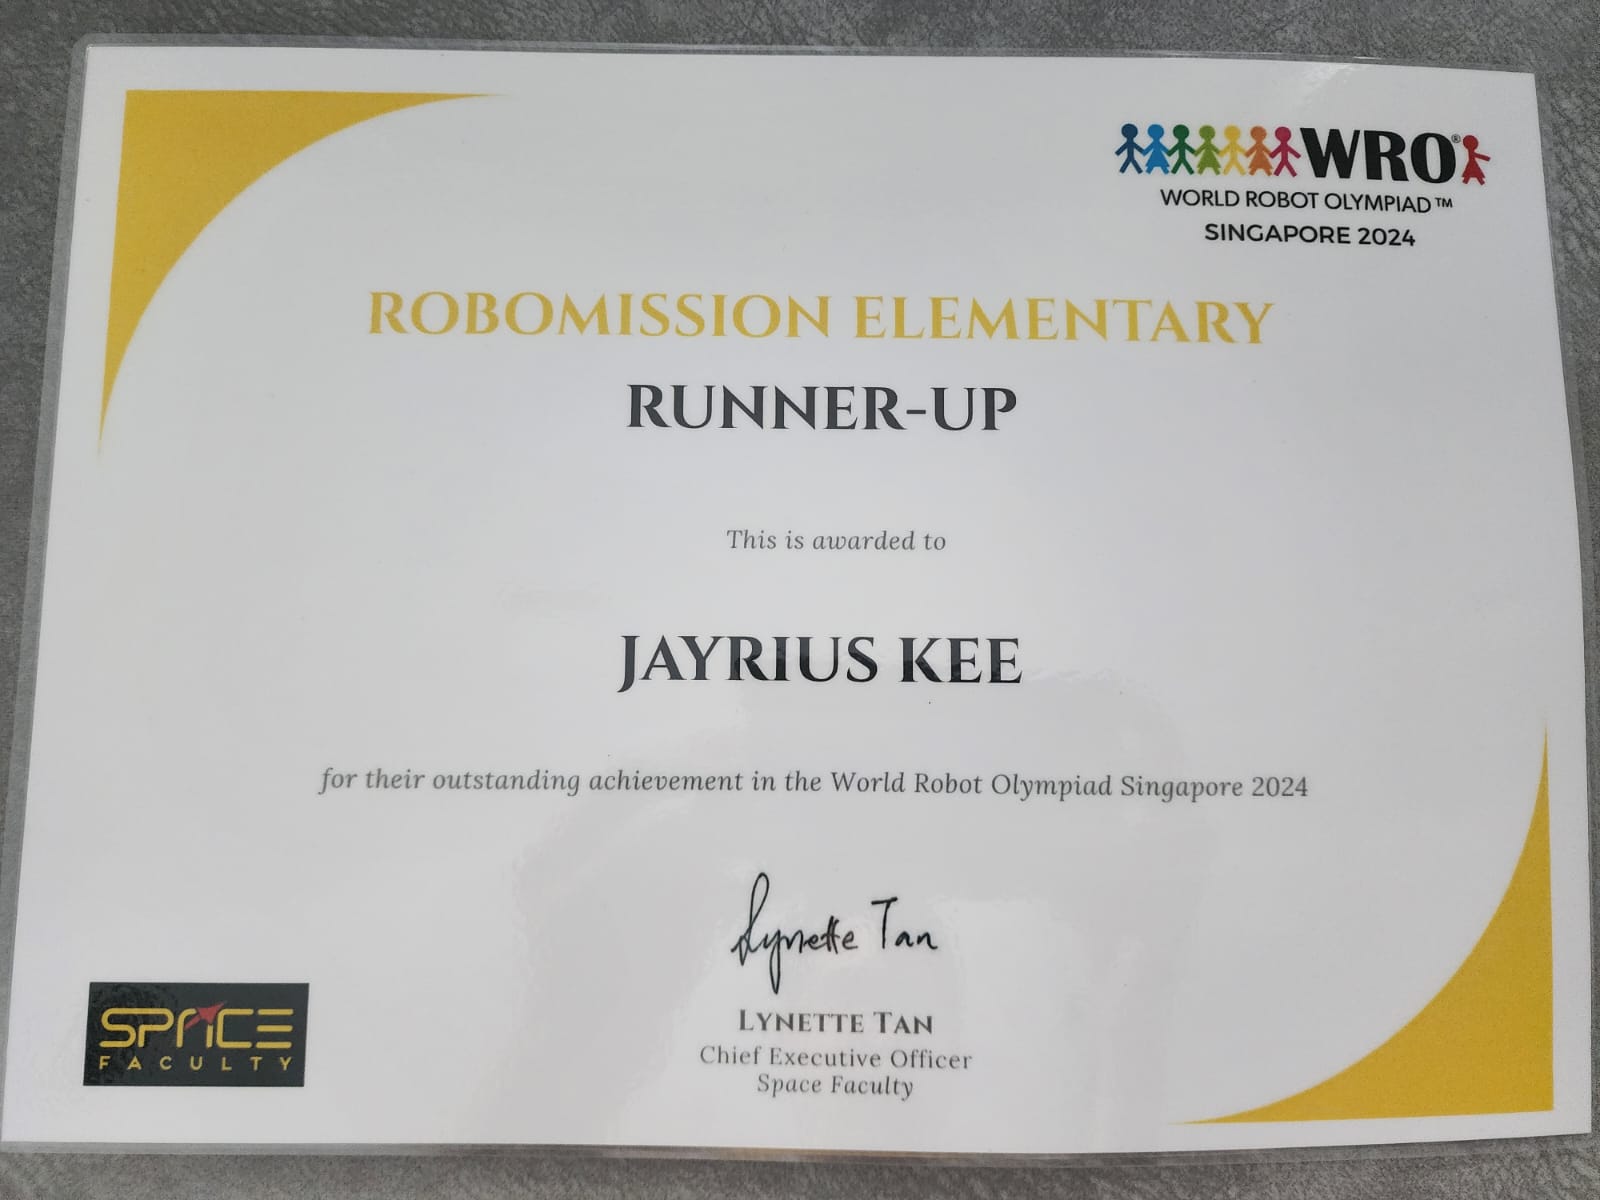 WRO®
WORLD ROBOT OLYMPIAD™
SINGAPORE 2024
ROBOMISSION ELEMENTARY
RUNNER-UP
This is awarded to
JAYRIUS KEE
for their outstanding achievement in the World Robot Olympiad Singapore 2024
Lynette Tan
LYNETTE TAN
Chief Executive Officer
Space Faculty
SPACE
FACULTY